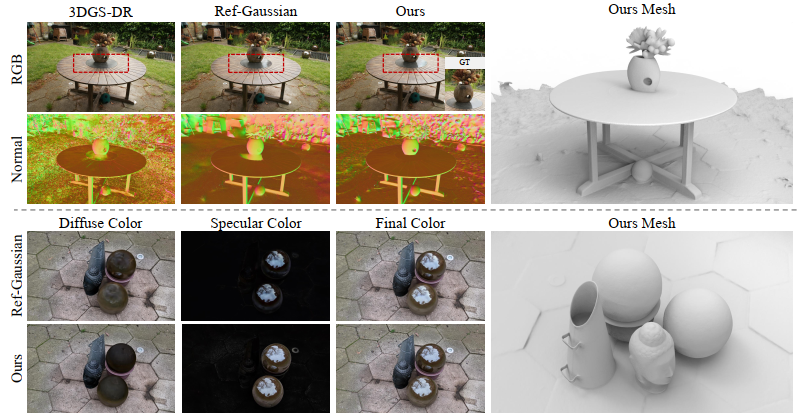 3DGS-DR Ref-Gaussian Ours Ours Mesh
RGB
GT
Normal
Diffuse Color Specular Color Final Color Ours Mesh
Ref-Gaussian
Ours